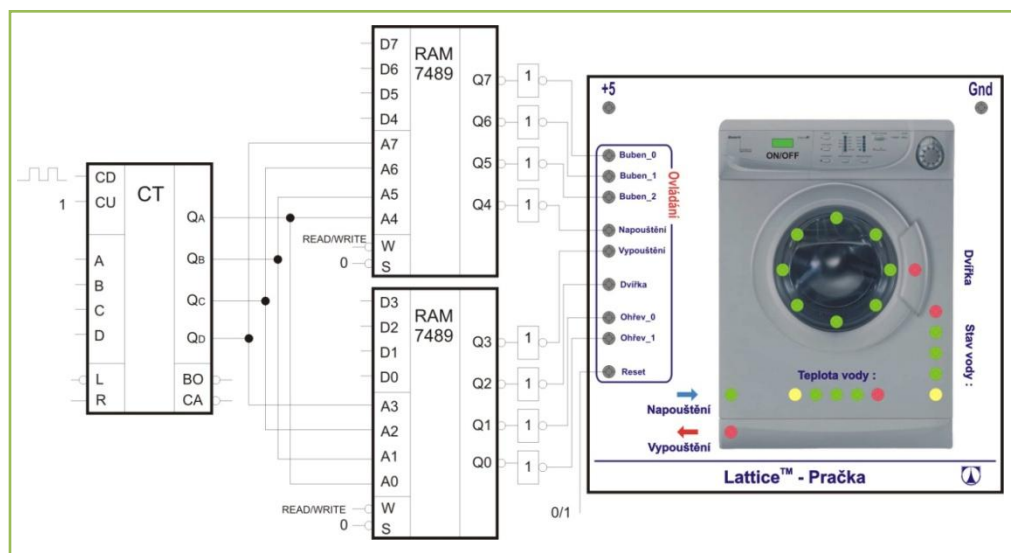 CD
CU
1
CT
A
B
C
D
L
R
QA
QB
QC
QD
BO
CA
D7
D6
D5
D4
A7
A6
A5
A4
READ/WRITE
W
0
S
RAM
7489
Q7
Q6
Q5
Q4
1
1
1
1
D3
D2
D1
D0
A3
A2
A1
A0
READ/WRITE
W
0
S
RAM
7489
Q3
Q2
Q1
Q0
1
1
1
1
0/1
+5
Gnd
Buben_0
Buben_1
Buben_2
Napouštění
Vypouštění
Dvířka
Ohřev_0
Ohřev_1
Reset
Ovládání
ON/OFF
Dvířka
Stav vody :
Teplota vody :
Napouštění
Vypouštění
Lattice™ - Pračka